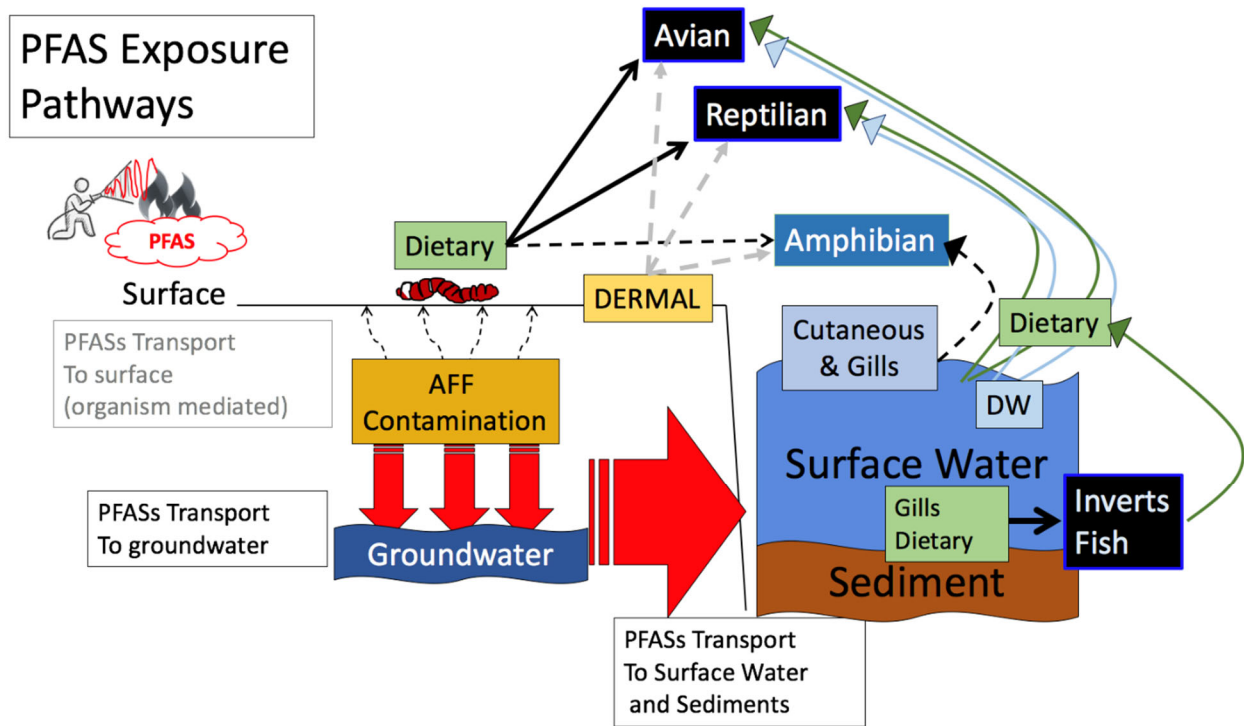 PFAS Exposure
Pathways
Avian
Reptilian
PFAS
Dietary
Amphibian
Surface
DERMAL
Cutaneous
& Gills
Dietary
PFASs Transport
To surface
(organism mediated)
AFF
Contamination
DW
Surface Water
PFASs Transport
To groundwater
Groundwater
Gills
Dietary
Inverts
Fish
Sediment
PFASs Transport
To Surface Water
and Sediments